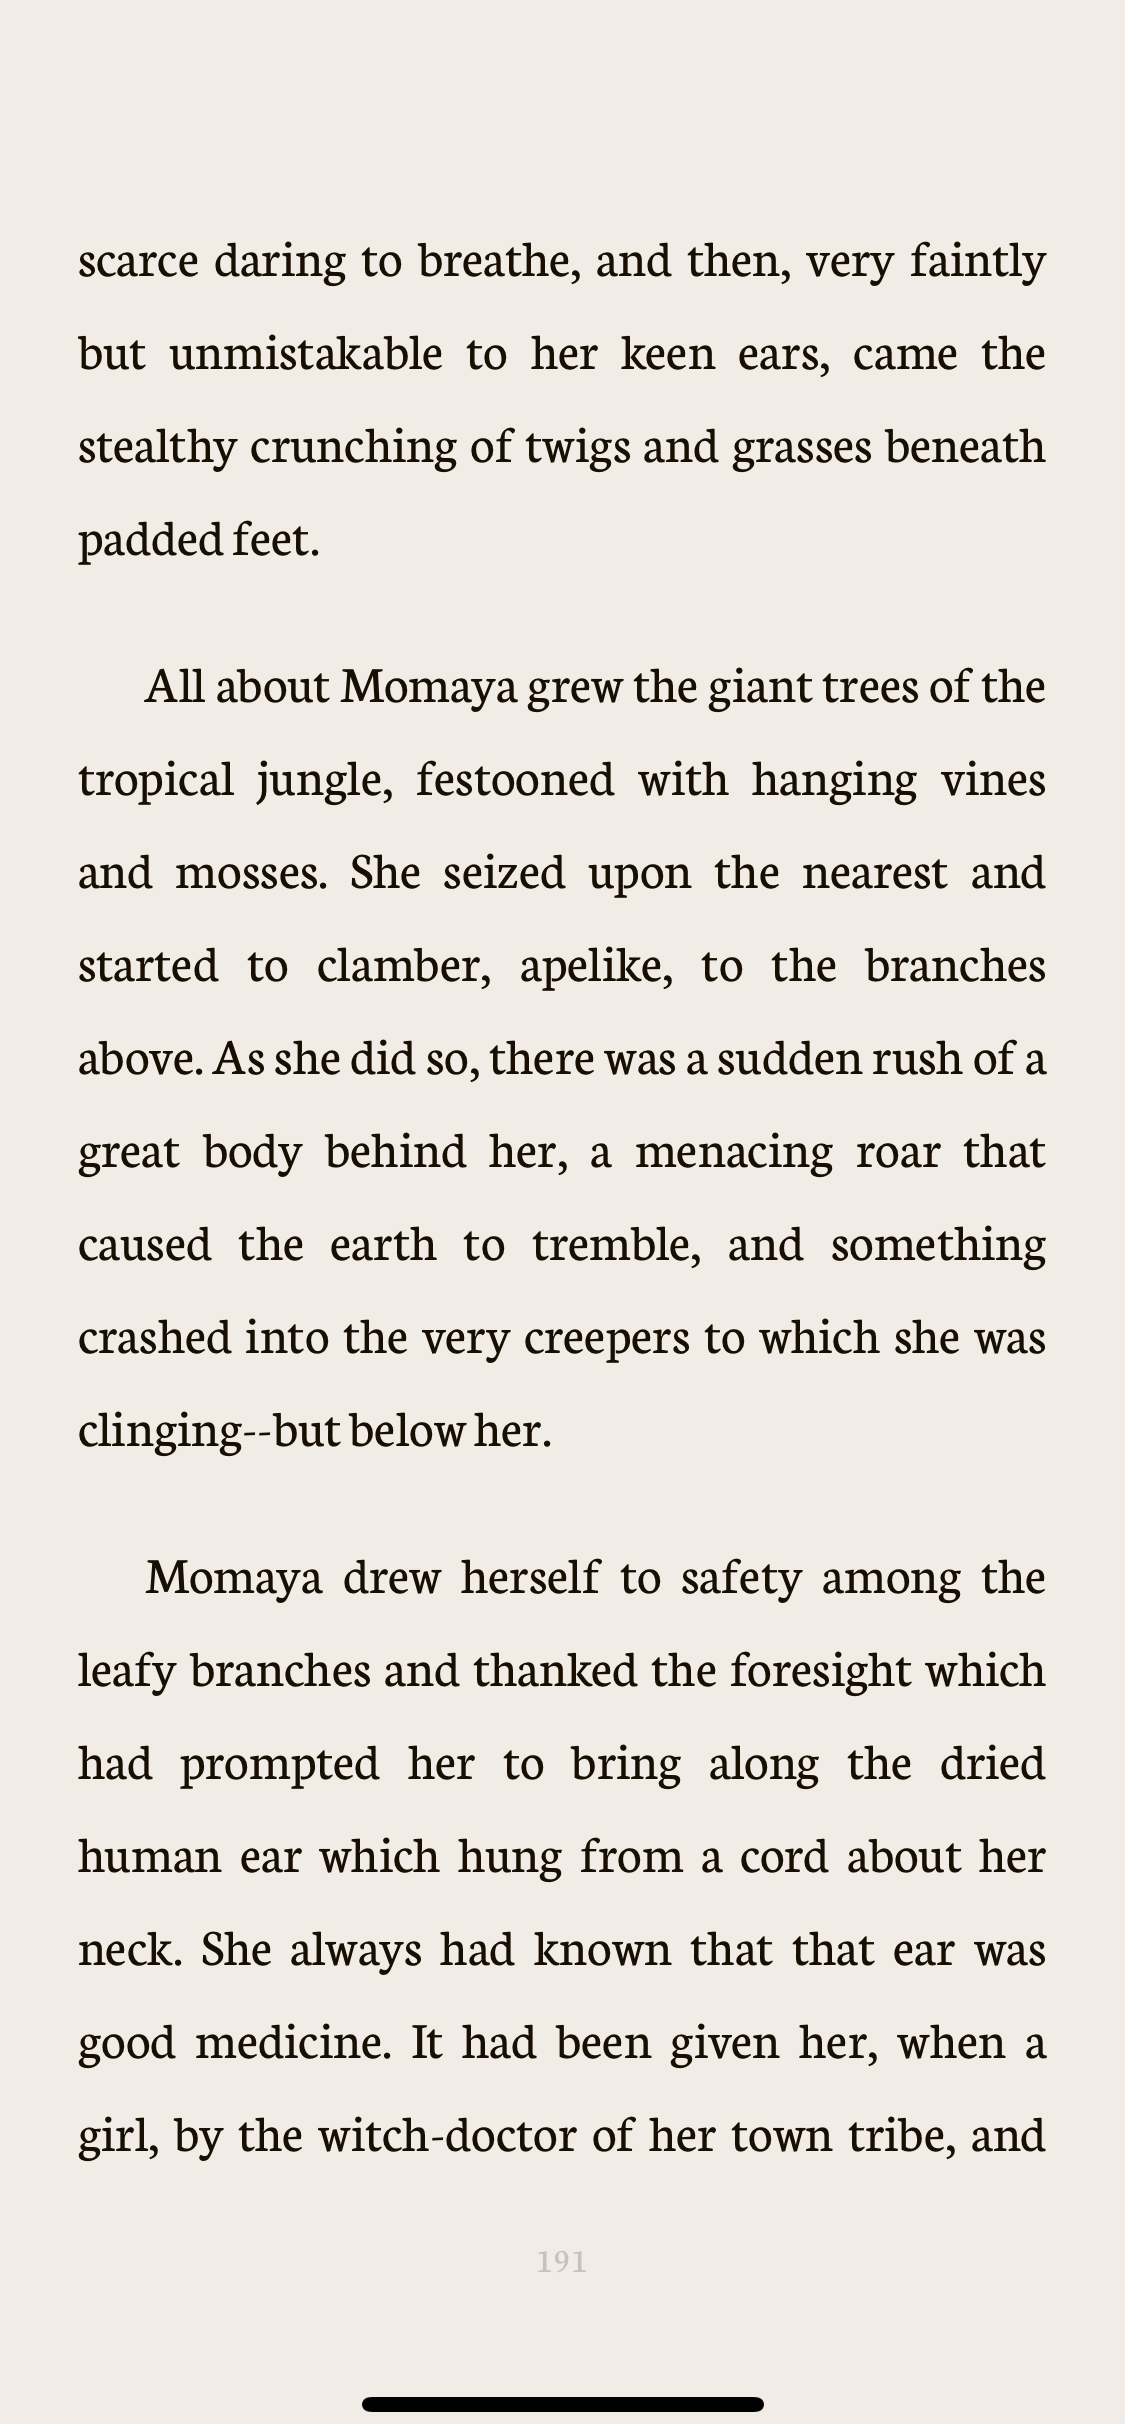 scarce daring to breathe, and then, very faintly
but unmistakable to her keen ears, came the
stealthy crunching of twigs and grasses beneath
padded feet.
All about Momaya grew the giant trees of the
tropical jungle, festooned with hanging vines
and mosses. She seized upon the nearest and
started to clamber, apelike, to the branches
above. As she did so, there was a sudden rush of a
great body behind her, a menacing roar that
caused the earth to tremble, and something
crashed into the very creepers to which she was
clinging--but below her.
Momaya drew herself to safety among the
leafy branches and thanked the foresight which
had prompted her to bring along the dried
human ear which hung from a cord about her
neck. She always had known that that ear was
good medicine. It had been given her, when a
girl, by the witch-doctor of her town tribe, and
191